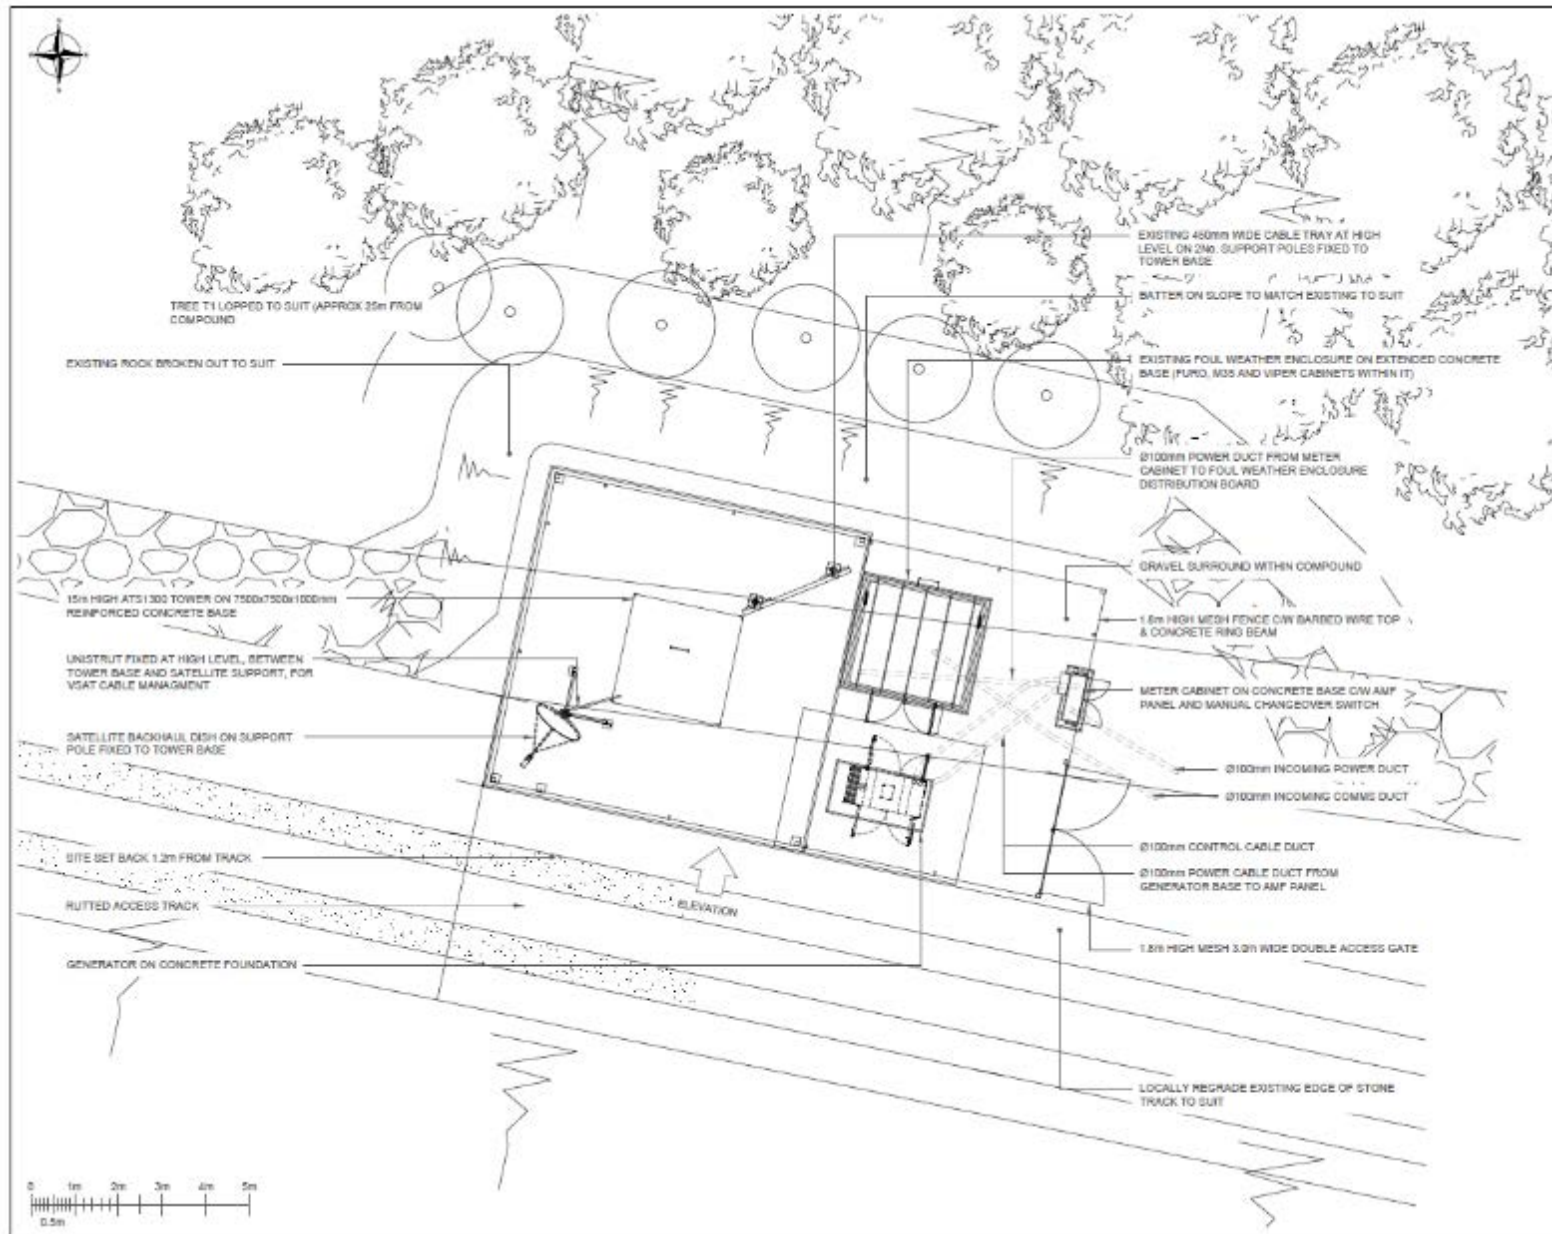 EXISTING 450mm WIDE CABLE TRAY AT HIGH
LEVEL ON 2No. SUPPORT POLES FIXED TO
TOWER BASE
TREE T1 LOPPED TO SUIT (APPROX 25m FROM
COMPOUND
BATTER ON SLOPE TO MATCH EXISTING TO SUIT
EXISTING ROCK BROKEN OUT TO SUIT
EXISTING FOUL WEATHER ENCLOSURE ON EXTENDED CONCRETE
BASE (FURO, M35 AND VIPER CABINETS WITHIN IT)
Ø100mm POWER DUCT FROM METER
CABINET TO FOUL WEATHER ENCLOSURE
DISTRIBUTION BOARD
GRAVEL SURROUND WITHIN COMPOUND
15m HIGH ATS1300 TOWER ON 7500x7500x1000mm
REINFORCED CONCRETE BASE
1.8m HIGH MESH FENCE C/W BARBED WIRE TOP
& CONCRETE RING BEAM
UNISTRUT FIXED AT HIGH LEVEL, BETWEEN
TOWER BASE AND SATELLITE SUPPORT, FOR
VSAT CABLE MANAGMENT
METER CABINET ON CONCRETE BASE C/W AMF
PANEL AND MANUAL CHANGEOVER SWITCH
SATELLITE BACKHAUL DISH ON SUPPORT
POLE FIXED TO TOWER BASE
Ø100mm INCOMING POWER DUCT
Ø100mm INCOMING COMMS DUCT
SITE SET BACK 1.2m FROM TRACK
Ø100mm CONTROL CABLE DUCT
Ø100mm POWER CABLE DUCT FROM
GENERATOR BASE TO AMF PANEL
RUTTED ACCESS TRACK
ELEVATION
GENERATOR ON CONCRETE FOUNDATION
1.8m HIGH MESH 3.0m WIDE DOUBLE ACCESS GATE
LOCALLY REGRADE EXISTING EDGE OF STONE
TRACK TO SUIT
0 1m 2m 3m 4m 5m
0.5m